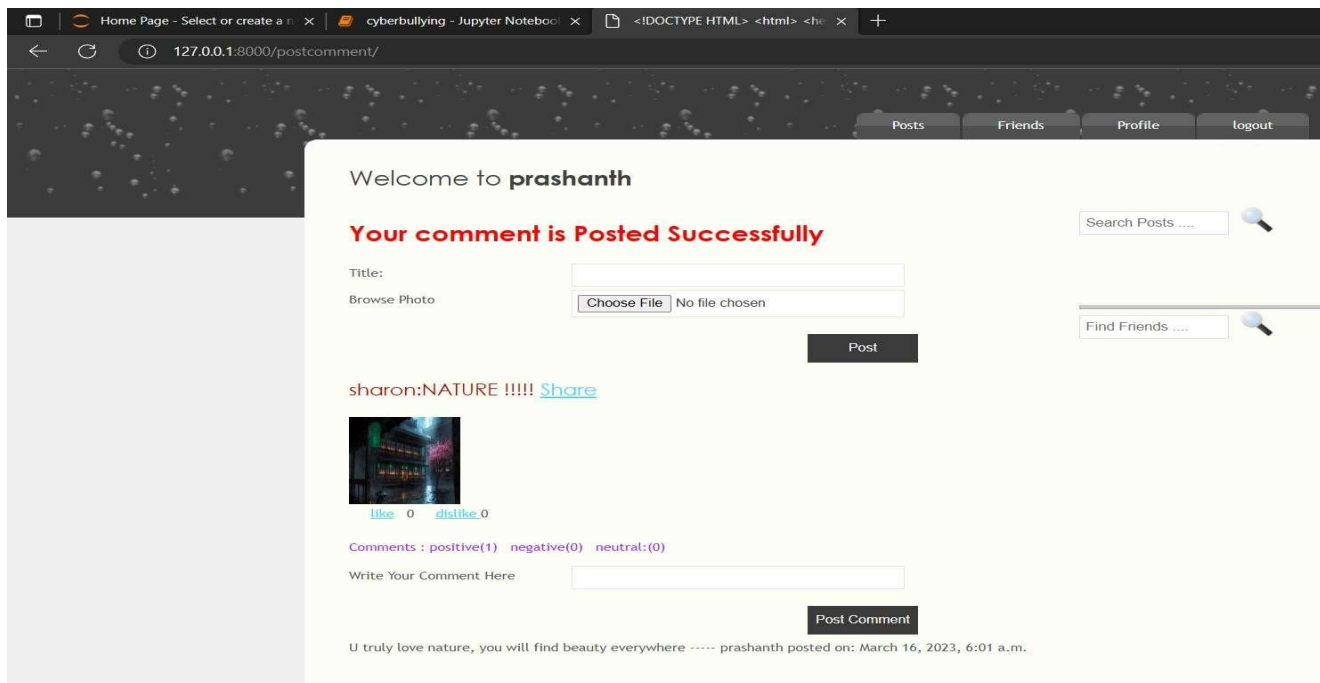 Home Page - Select or create a n
cyberbullying - Jupyter Notebool
<!DOCTYPE HTML> <html> <he
127.0.0.1:8000/postcomment/
Posts Friends Profile logout
Welcome to prashanth
Your comment is Posted Successfully
Search Posts ....
Title:
Browse Photo Choose File No file chosen
Find Friends ....
Post
sharon:NATURE !!!!! Share
like 0 dislike 0
Comments : positive(1) negative(0) neutral:(0)
Write Your Comment Here
Post Comment
U truly love nature, you will find beauty everywhere ----- prashanth posted on: March 16, 2023, 6:01 a.m.